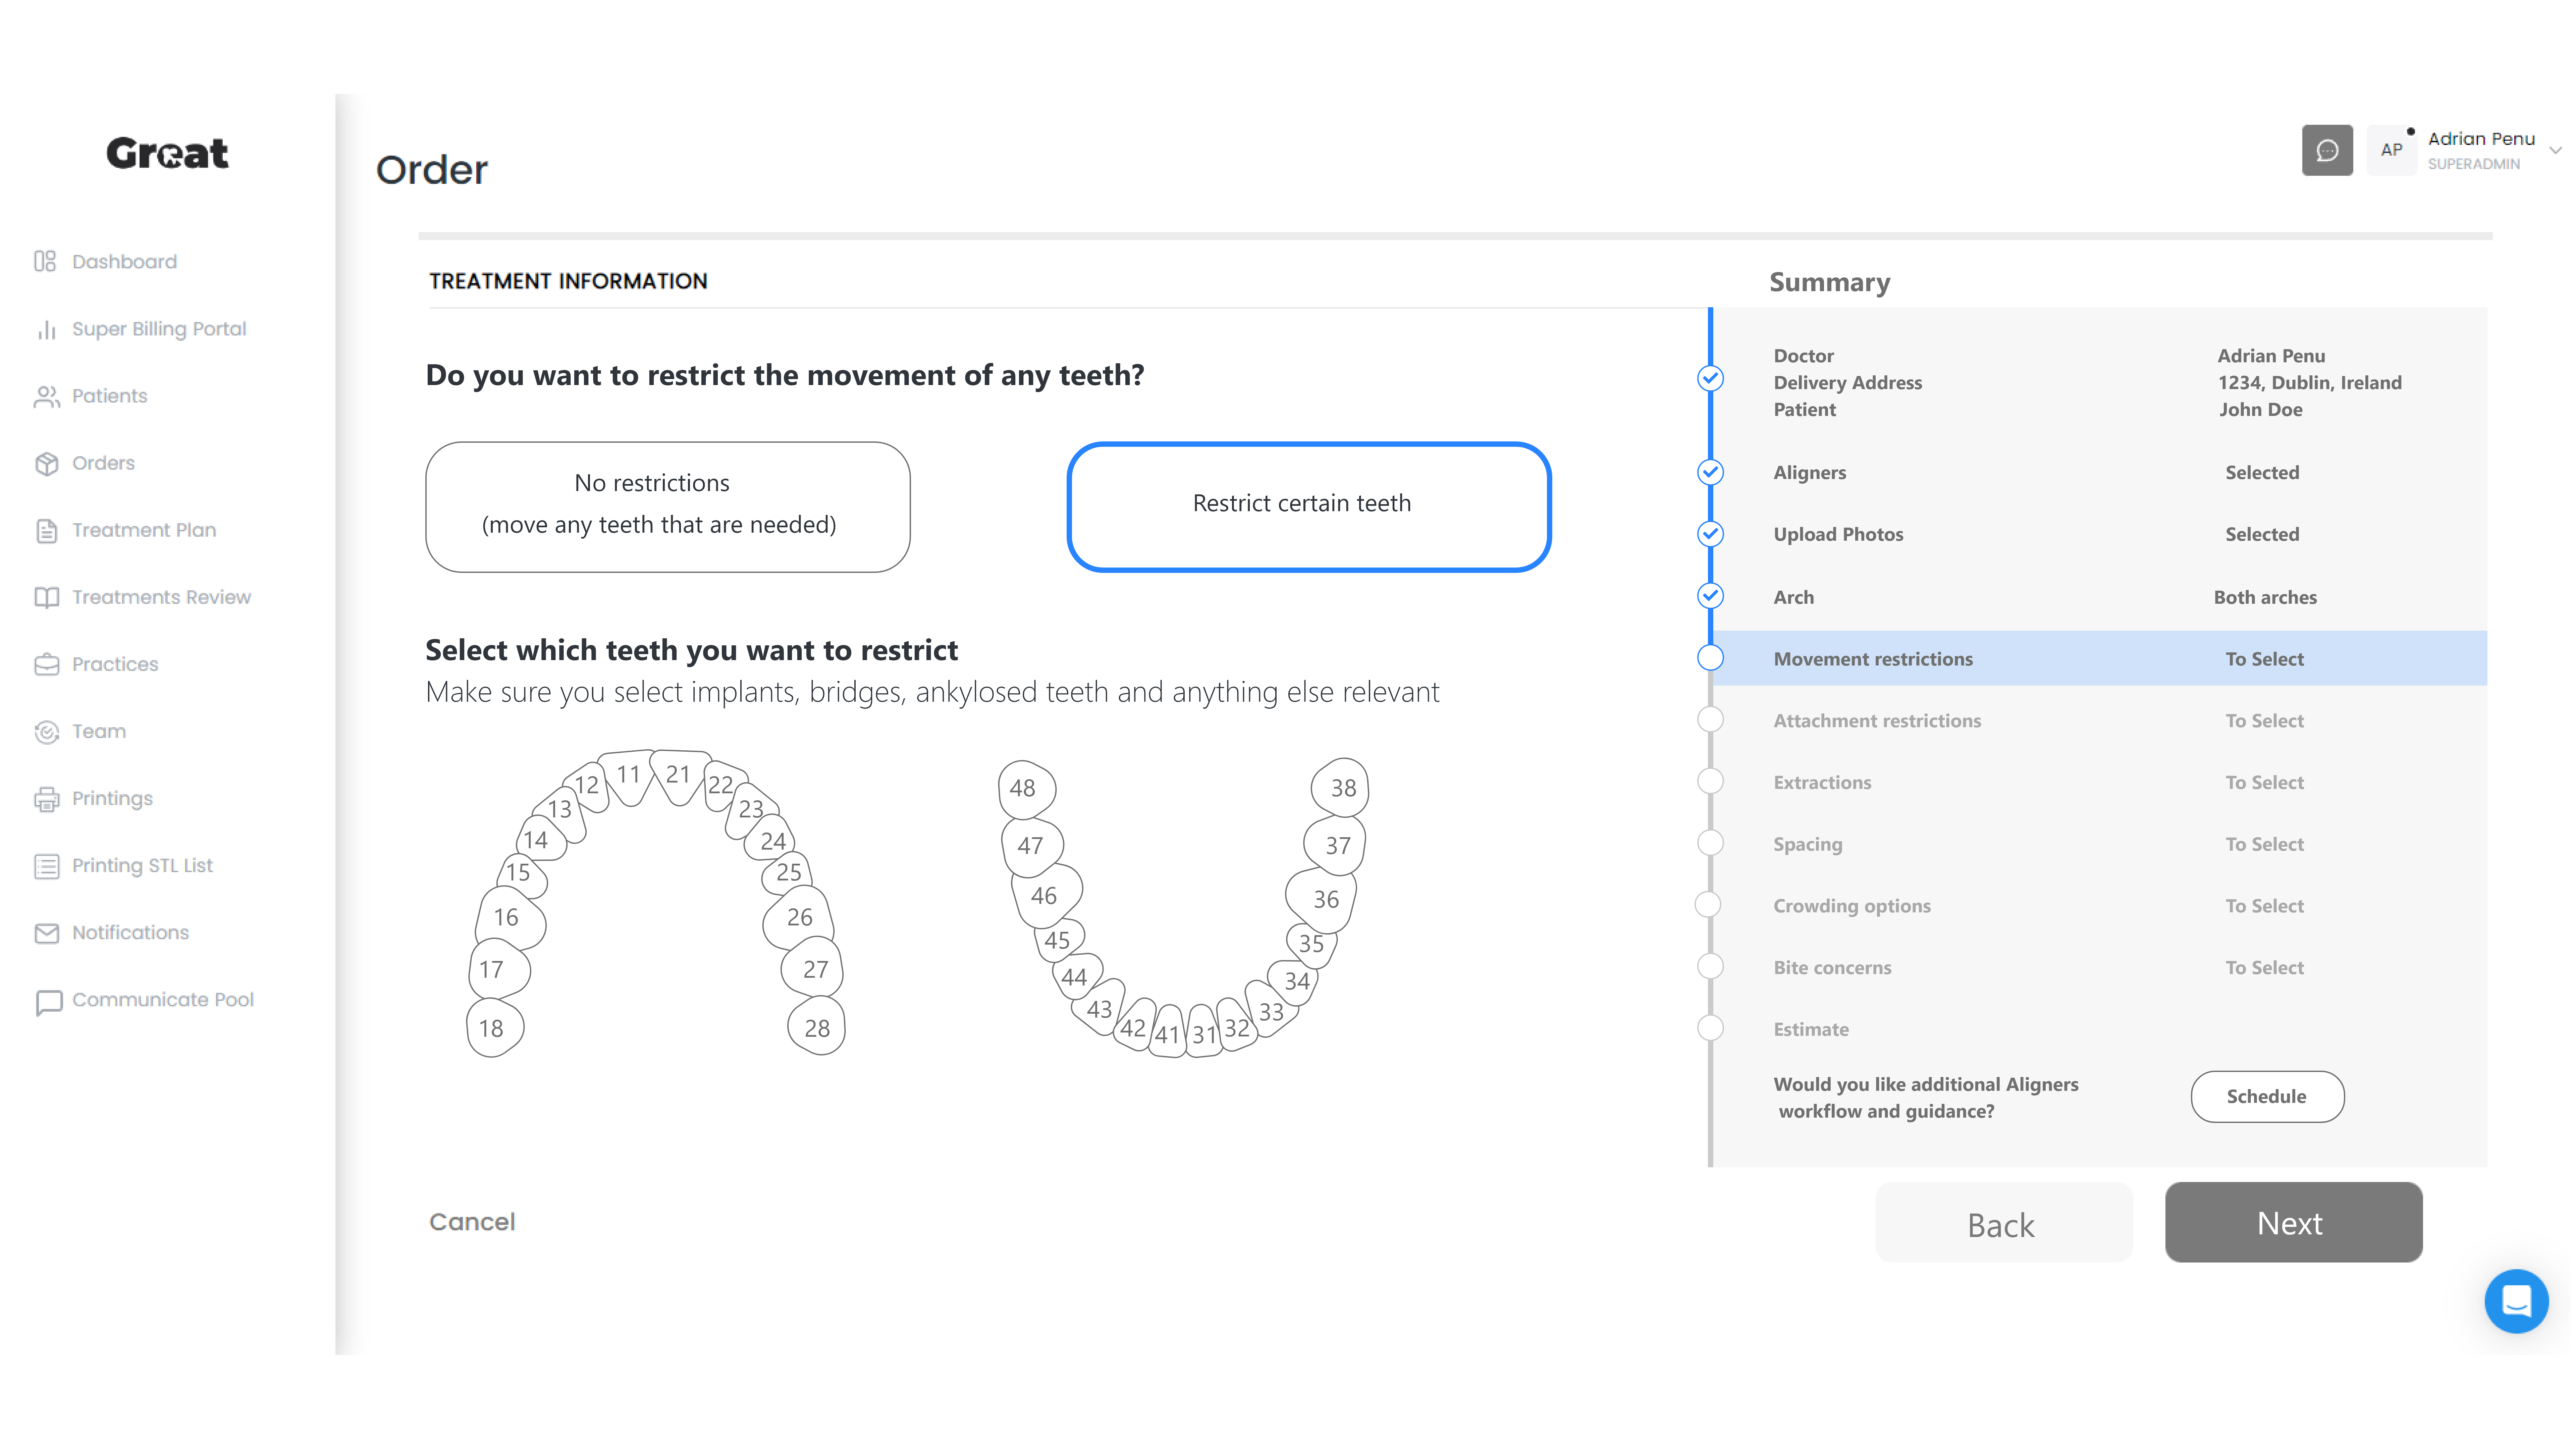 Great
Dashboard
Super Billing Portal
Patients
Orders
Treatment Plan
Treatments Review
Practices
Team
Printings
Printing STL List
Notifications
Communicate Pool
Order
AP
Adrian Penu
SUPERADMIN
TREATMENT INFORMATION
Do you want to restrict the movement of any teeth?
No restrictions
(move any teeth that are needed)
Restrict certain teeth
Select which teeth you want to restrict
Make sure you select implants, bridges, ankylosed teeth and anything else relevant
11 21
12 22
13 23
14 24
15 25
16 26
17 27
18 28
48 38
47 37
46 36
45 35
44 34
43 33
42 41 31 32
Summary
Doctor Adrian Penu
Delivery Address 1234, Dublin, Ireland
Patient John Doe
Aligners Selected
Upload Photos Selected
Arch Both arches
Movement restrictions To Select
Attachment restrictions To Select
Extractions To Select
Spacing To Select
Crowding options To Select
Bite concerns To Select
Estimate
Would you like additional Aligners
workflow and guidance?
Schedule
Cancel
Back
Next